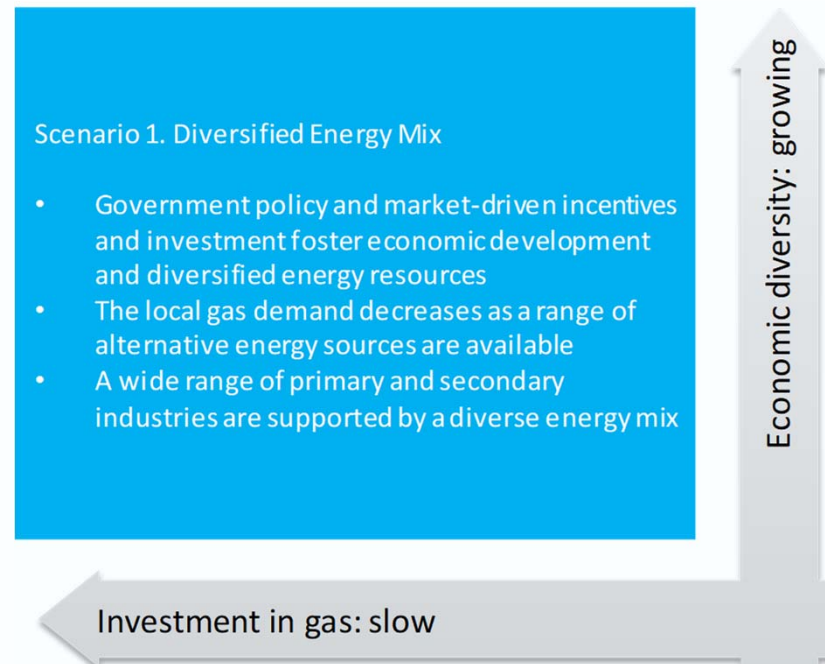 Scenario 1. Diversified Energy Mix
• Government policy and market-driven incentives
and investment foster economic development
and diversified energy resources
• The local gas demand decreases as a range of
alternative energy sources are available
• A wide range of primary and secondary
industries are supported by a diverse energy mix
Economic diversity: growing
Investment in gas: slow